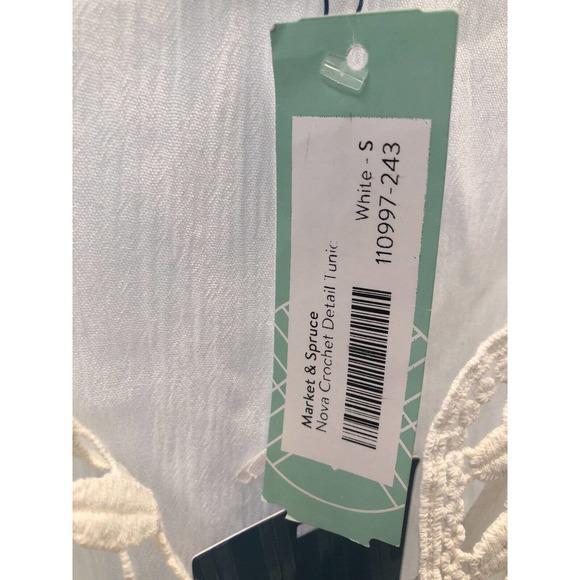 Market & Spruce
Nova Crochet Detail Tunic
White - S
110997-243